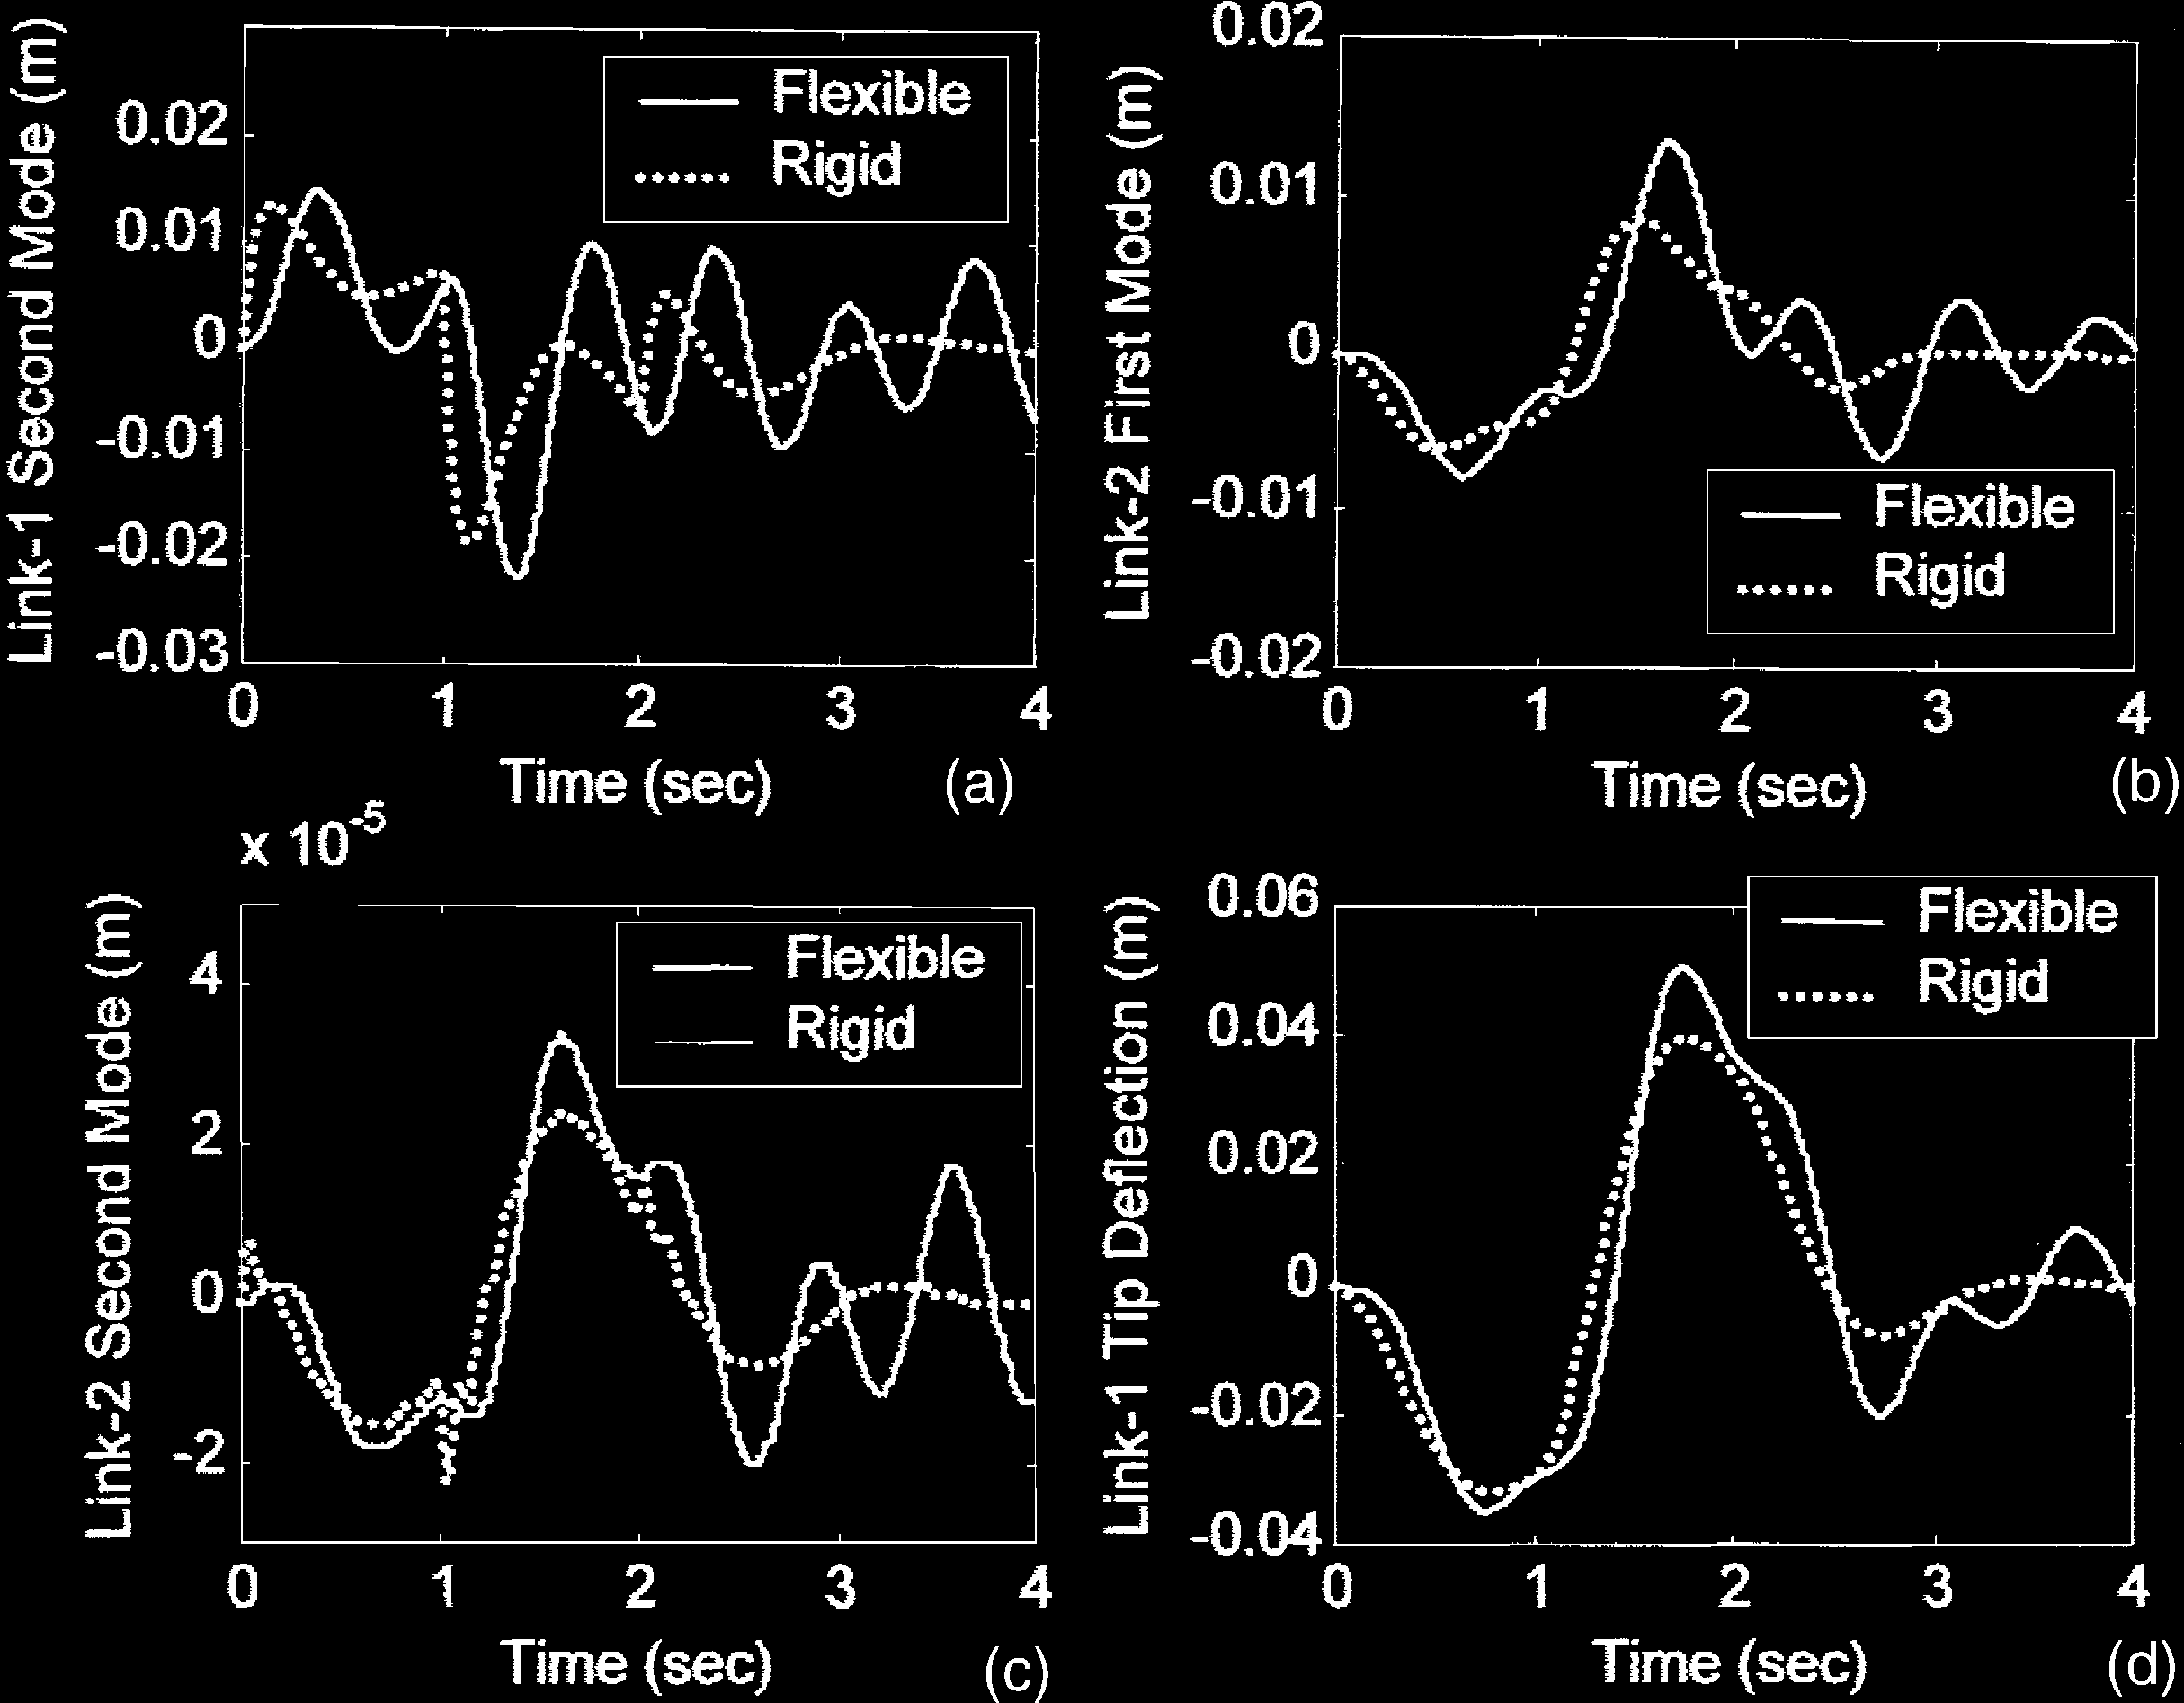 Link-1 Second Mode (m)
0.02
0.01
0
-0.01
-0.02
-0.03
Flexible
Rigid
0 1 2 3 4
Time (sec)
(a)
Link-2 First Mode (m)
0.02
0.01
0
-0.01
-0.02
Flexible
Rigid
0 1 2 3 4
Time (sec)
(b)
x 10-5
Link-2 Second Mode (m)
4
2
0
-2
Flexible
Rigid
0 1 2 3 4
Time (sec)
(c)
Link-1 Tip Deflection (m)
0.06
0.04
0.02
0
-0.02
-0.04
Flexible
Rigid
0 1 2 3 4
Time (sec)
(d)